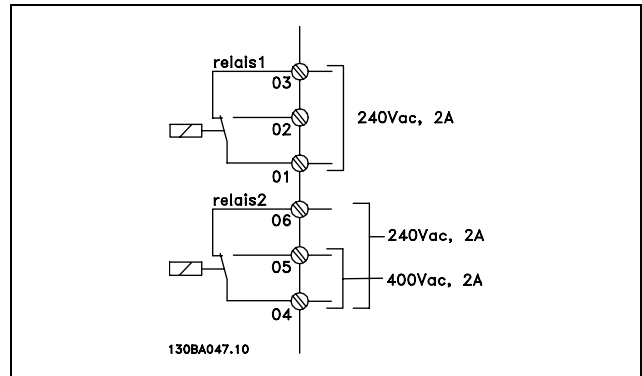 relais1
03
02
240Vac, 2A
01
relais2
06
240Vac, 2A
05
400Vac, 2A
04
130BA047.10